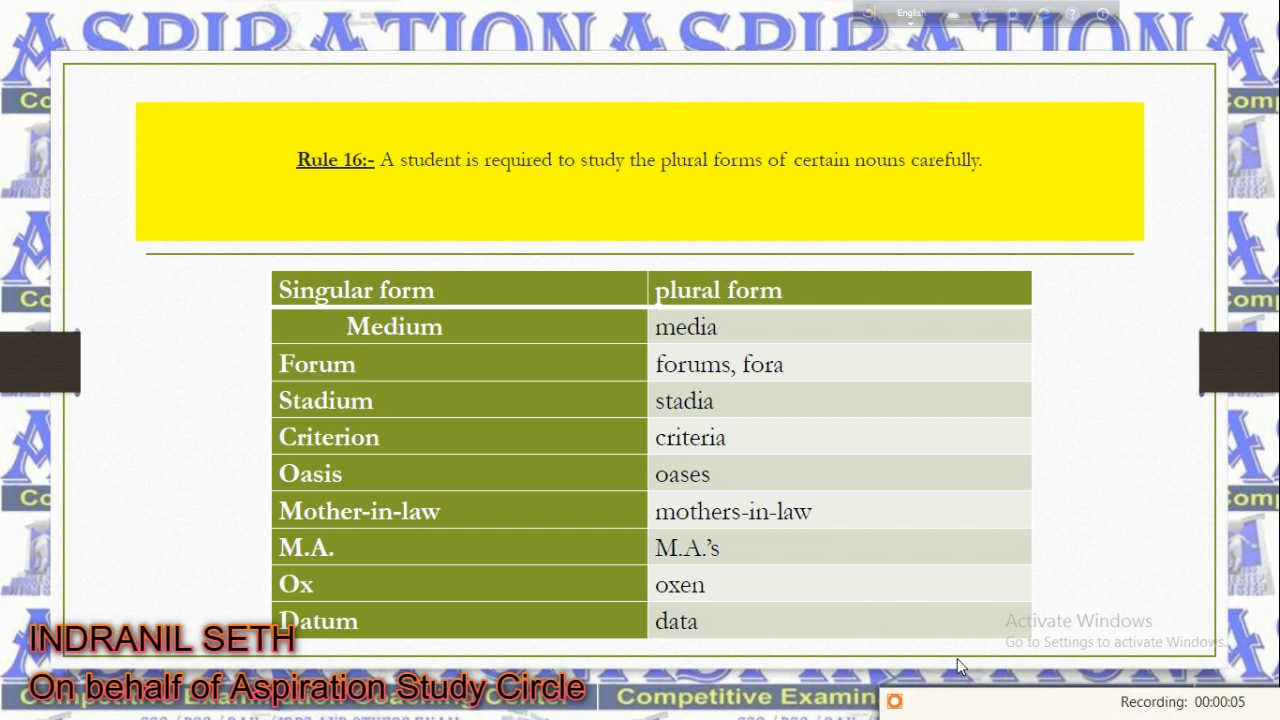 ASPIRATION ASPIRATION
English
Rule 16:- A student is required to study the plural forms of certain nouns carefully.
Singular form plural form
Medium media
Forum forums, fora
Stadium stadia
Criterion criteria
Oasis oases
Mother-in-law mothers-in-law
M.A. M.A.'s
Ox oxen
Datum data
Activate Windows
Go to Settings to activate Windows.
INDRANIL SETH
On behalf of Aspiration Study Circle
Competitive Examin
Recording: 00:00:05